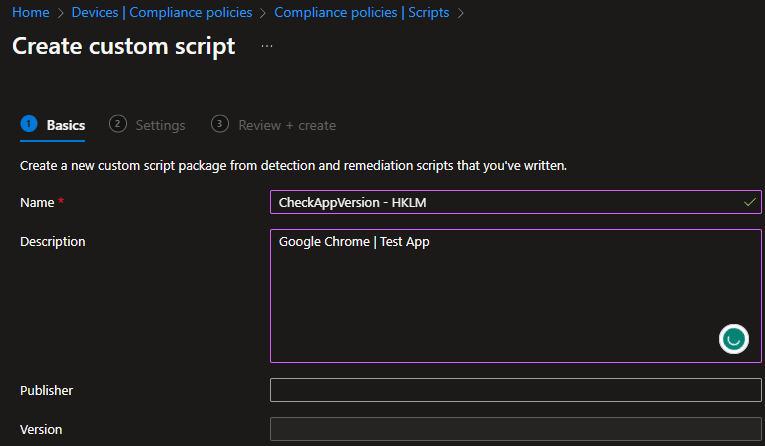 Home > Devices | Compliance policies > Compliance policies | Scripts >
Create custom script ...
1 Basics 2 Settings 3 Review + create
Create a new custom script package from detection and remediation scripts that you've written.
Name * CheckAppVersion - HKLM
Description Google Chrome | Test App
Publisher
Version